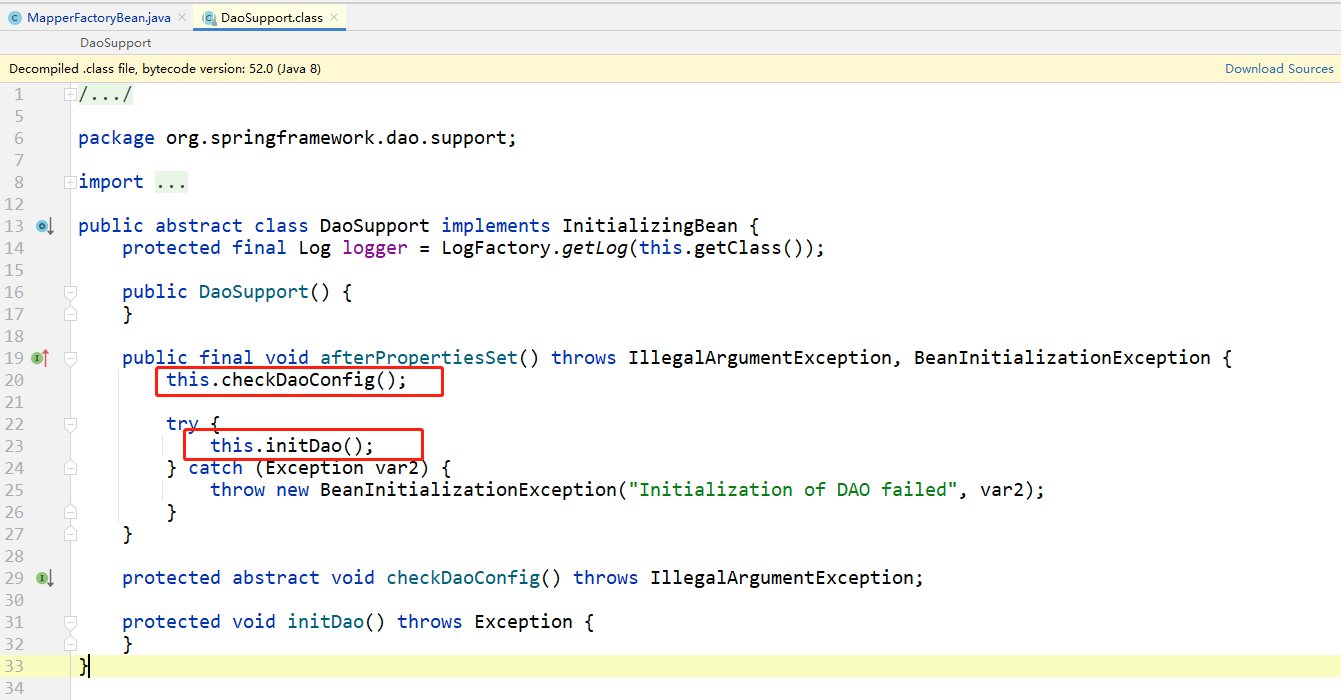 MapperFactoryBean.java × DaoSupport.class ×
DaoSupport
Decompiled .class file, bytecode version: 52.0 (Java 8) Download Sources
1 /.../
5
6 package org.springframework.dao.support;
7
8 import ...
12
13 public abstract class DaoSupport implements InitializingBean {
14     protected final Log logger = LogFactory.getLog(this.getClass());
15
16     public DaoSupport() {
17     }
18
19     public final void afterPropertiesSet() throws IllegalArgumentException, BeanInitializationException {
20         this.checkDaoConfig();
21
22         try {
23             this.initDao();
24         } catch (Exception var2) {
25             throw new BeanInitializationException("Initialization of DAO failed", var2);
26         }
27     }
28
29     protected abstract void checkDaoConfig() throws IllegalArgumentException;
30
31     protected void initDao() throws Exception {
32     }
33 }
34